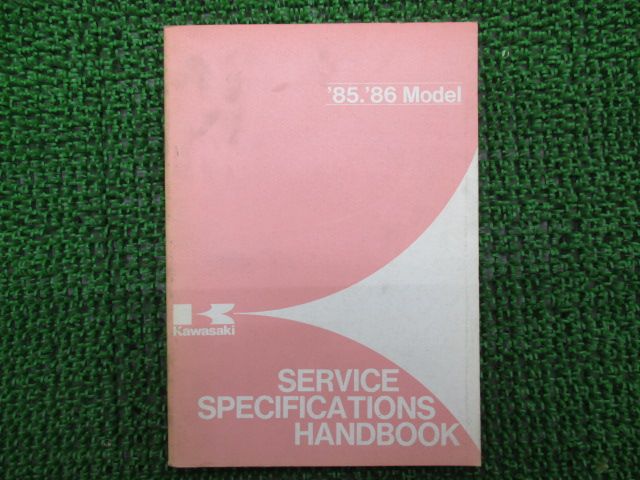 '85.'86 Model
Kawasaki
SERVICE
SPECIFICATIONS
HANDBOOK